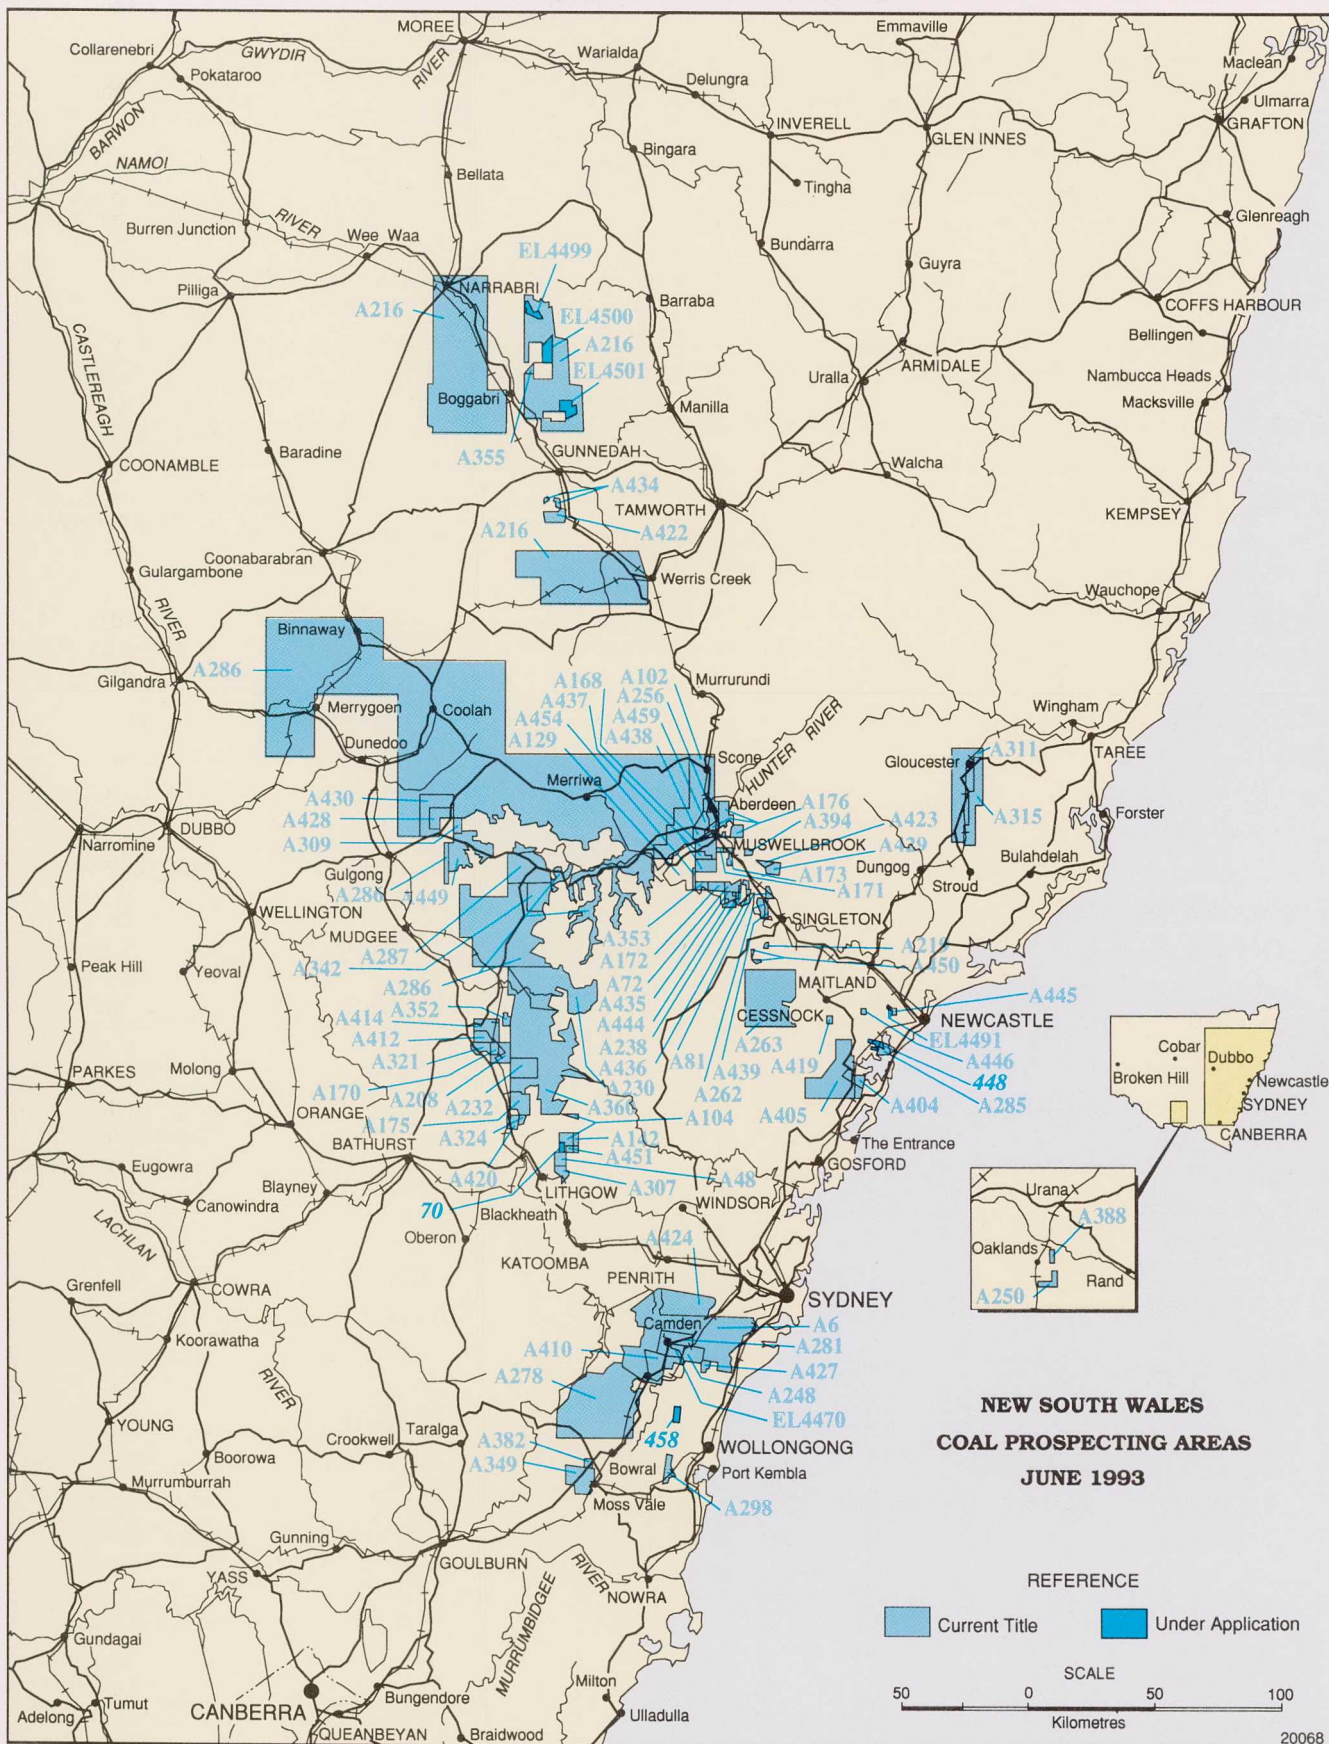 MOREE
Emmaville
Collarenebri
GWYDIR
Warialda
Maclean
Pokataroo
RIVER
Delungra
Ulmarra
INVERELL
GRAFTON
BARWON
GLEN INNES
NAMOI
Bingara
Bellata
Tingha
Glenreagh
Burren Junction
RIVER
Wee Waa
Bundarra
EL4499
Guyra
Pilliga
NARRABRI
Barraba
COFFS HARBOUR
A216
EL4500
Bellingen
A216
CASTLEREAGH
EL4501
ARMIDALE
Uralla
Nambucca Heads
Boggabri
Manilla
Macksville
GUNNEDAH
A355
Baradine
COONAMBLE
Walcha
A434
TAMWORTH
KEMPSEY
A216
A422
Coonabarabran
Gulargambone
Werris Creek
Wauchope
RIVER
Binnaway
A286
Gilgandra
A168
A102
Murrurundi
A437
A256
Merrygoen
Coolah
A454
A459
Wingham
A129
A438
HUNTER RIVER
Dunedoo
TAREE
Scone
Gloucester
A311
Merriwa
A430
Aberdeen
A176
A428
A394
A423
A315
Forster
DUBBO
A309
MUSWELLBROOK
A429
Narromine
Dungog
Bulahdelah
Gulgong
A173
Stroud
A286
A449
A171
WELLINGTON
SINGLETON
MUDGEE
A353
A219
A287
A172
A450
Peak Hill
Yeoval
A342
A72
MAITLAND
A286
A435
A445
A352
CESSNOCK
A414
A444
NEWCASTLE
A412
A238
A81
A263
EL4491
A321
A436
A439
A419
A446
PARKES
Molong
A170
A230
A262
448
A208
A232
A366
A405
A404
A285
ORANGE
A175
A104
A324
A142
BATHURST
A451
The Entrance
A420
A48
GOSFORD
Eugowra
Blayney
A307
LITHGOW
70
WINDSOR
Canowindra
Blackheath
LACHLAN
Oberon
A424
KATOOMBA
PENRITH
Grenfell
COWRA
SYDNEY
Camden
A6
Koorawatha
A410
A281
A278
A427
RIVER
A248
YOUNG
Taralga
EL4470
Crookwell
A382
458
WOLLONGONG
Boorowa
A349
Bowral
Port Kembla
Murrumburrah
Moss Vale
A298
Gunning
GOULBURN
YASS
RIVER
NOWRA
MURRUMBIDGEE
Gundagai
Milton
Tumut
CANBERRA
Bungendore
Adelong
Ulladulla
QUEANBEYAN
Braidwood
Cobar
Dubbo
Broken Hill
Newcastle
SYDNEY
CANBERRA
Urana
A388
Oaklands
Rand
A250
NEW SOUTH WALES
COAL PROSPECTING AREAS
JUNE 1993
REFERENCE
Current Title
Under Application
SCALE
50 0 50 100
Kilometres
20068